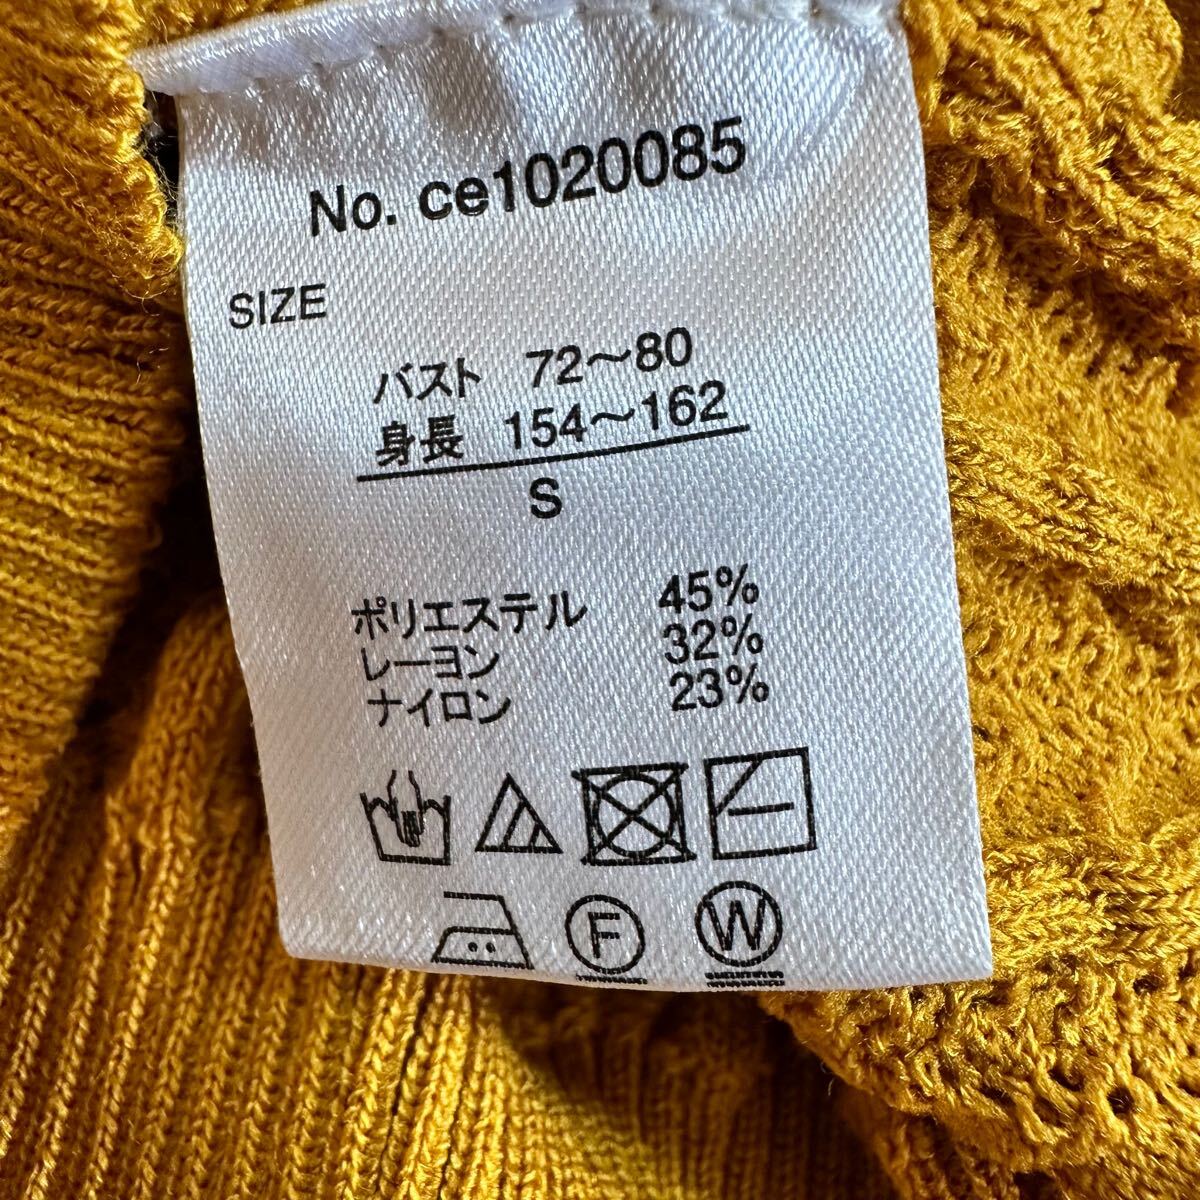 No. ce1020085
SIZE
バスト 72〜80
身長 154〜162
S
ポリエステル 45%
レーヨン 32%
ナイロン 23%
F W